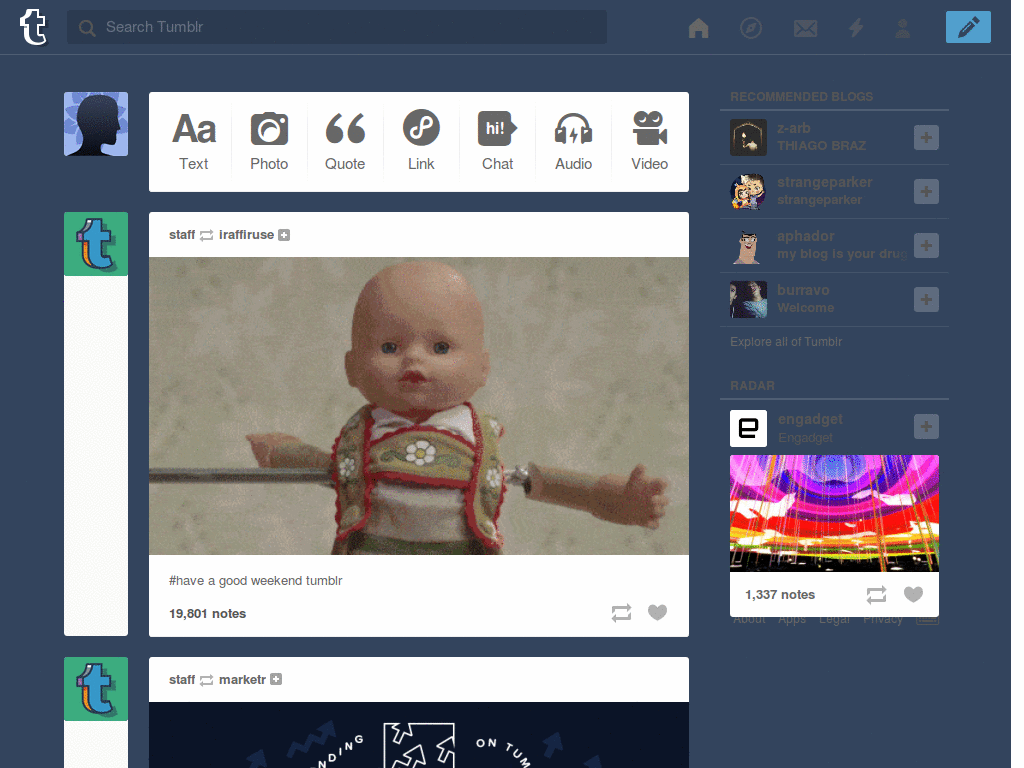 Search Tumblr
Aa
hi!
Text
Photo
Quote
Link
Chat
Audio
Video
staff iraffiruse
#have a good weekend tumblr
19,801 notes
staff marketr
NDING
ON TUM
RECOMMENDED BLOGS
z-arb
THIAGO BRAZ
strangeparker
strangeparker
aphador
my blog is your drug
burravo
Welcome
Explore all of Tumblr
RADAR
engadget
Engadget
1,337 notes
About Apps Legal Privacy